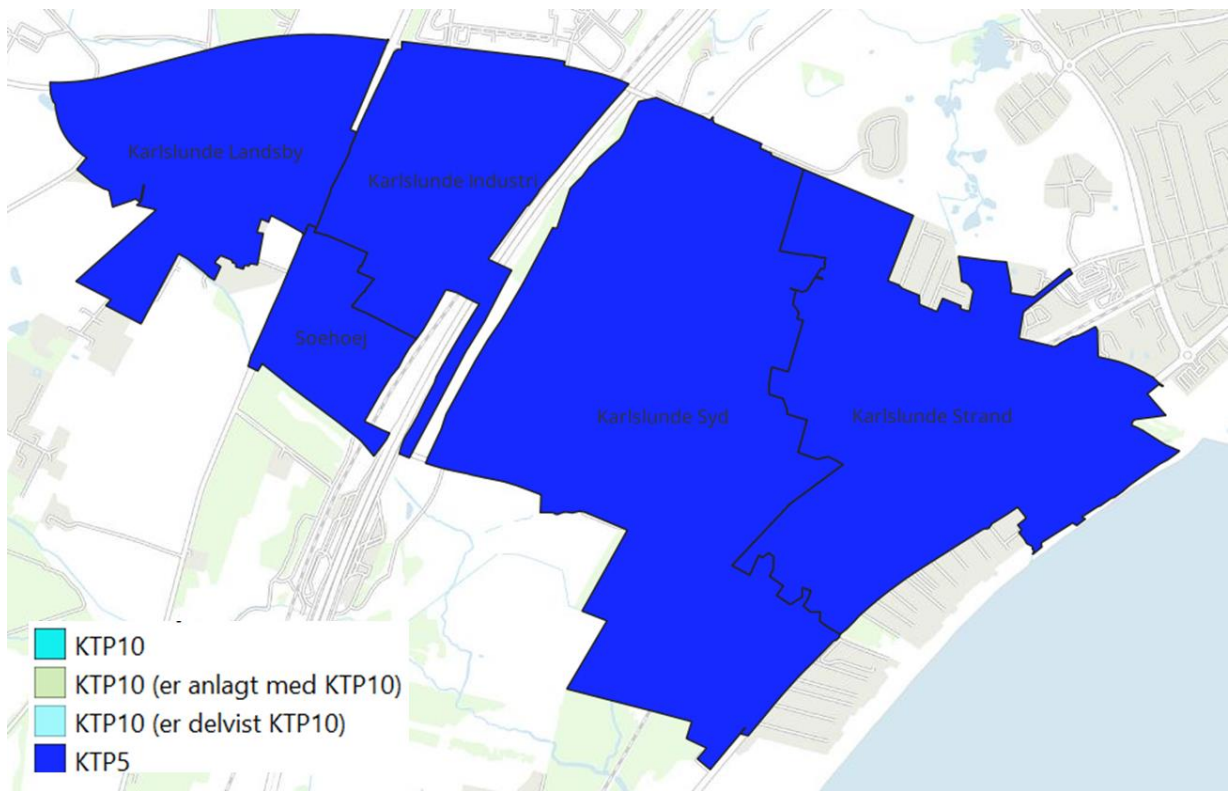 Karlslunde Landsby
Karlslunde Industri
Soehoej
Karlslunde Syd
Karlslunde Strand
KTP10
KTP10 (er anlagt med KTP10)
KTP10 (er delvist KTP10)
KTP5